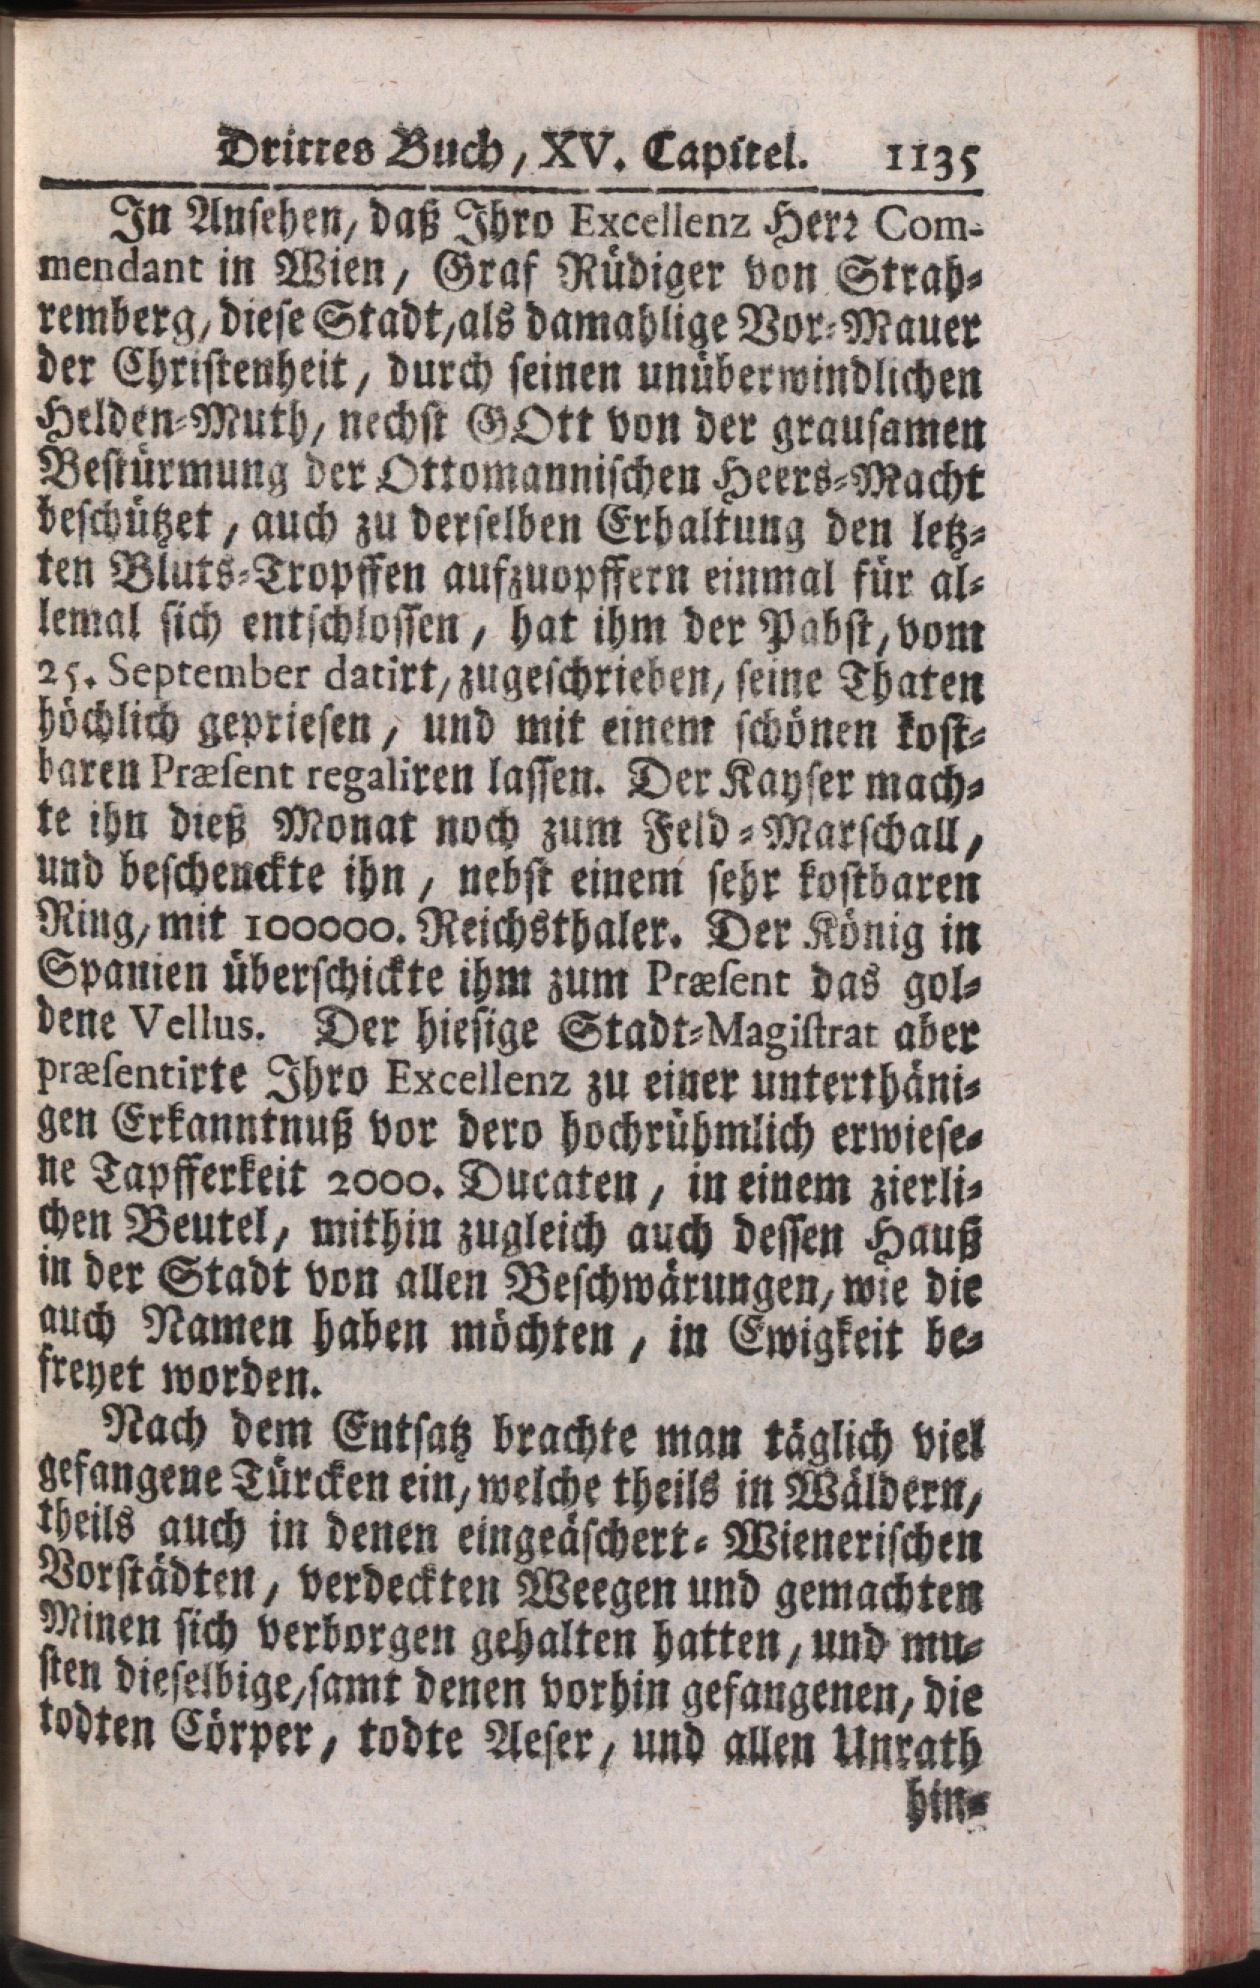 Drittes Buch, XV. Capitel. 1135
In Ansehen, daß Ihro Excellenz Herr Com-
mendant in Wien, Graf Rüdiger von Strah-
remberg, diese Stadt, als damahlige Vor-Mauer
der Christenheit, durch seinen unüberwindlichen
Helden-Muth, nechst GOtt von der grausamen
Bestürmung der Ottomannischen Heers-Macht
beschützet, auch zu derselben Erhaltung den letz-
ten Bluts-Tropffen aufzuopffern einmal für al-
lemal sich entschlossen, hat ihm der Pabst, vom
25. September datirt, zugeschrieben, seine Thaten
höchlich gepriesen, und mit einem schönen kost-
baren Præsent regaliren lassen. Der Kayser mach-
te ihn dieß Monat noch zum Feld-Marschall,
und beschenckte ihn, nebst einem sehr kostbaren
Ring, mit 100000. Reichsthaler. Der König in
Spanien überschickte ihm zum Præsent das gol-
dene Vellus. Der hiesige Stadt-Magistrat aber
præsentirte Ihro Excellenz zu einer unterthäni-
gen Erkanntnuß vor dero hochrühmlich erwiese-
ne Tapfferkeit 2000. Ducaten, in einem zierli-
chen Beutel, mithin zugleich auch dessen Hauß
in der Stadt von allen Beschwärungen, wie die
auch Namen haben möchten, in Ewigkeit be-
freyet worden.
Nach dem Entsatz brachte man täglich viel
gefangene Türcken ein, welche theils in Wäldern,
theils auch in denen eingeäschert-Wienerischen
Vorstädten, verdeckten Weegen und gemachten
Minen sich verborgen gehalten hatten, und mu-
sten dieselbige, samt denen vorhin gefangenen, die
todten Cörper, todte Aeser, und allen Unrath
hin-